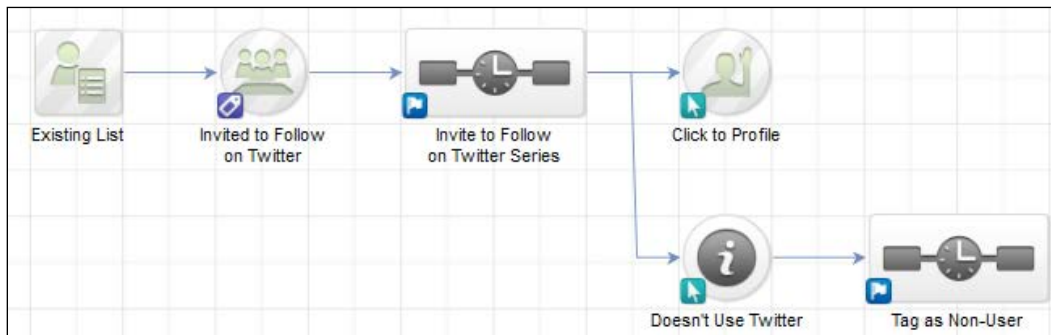 Existing List
Invited to Follow
on Twitter
Invite to Follow
on Twitter Series
Click to Profile
Doesn't Use Twitter
Tag as Non-User